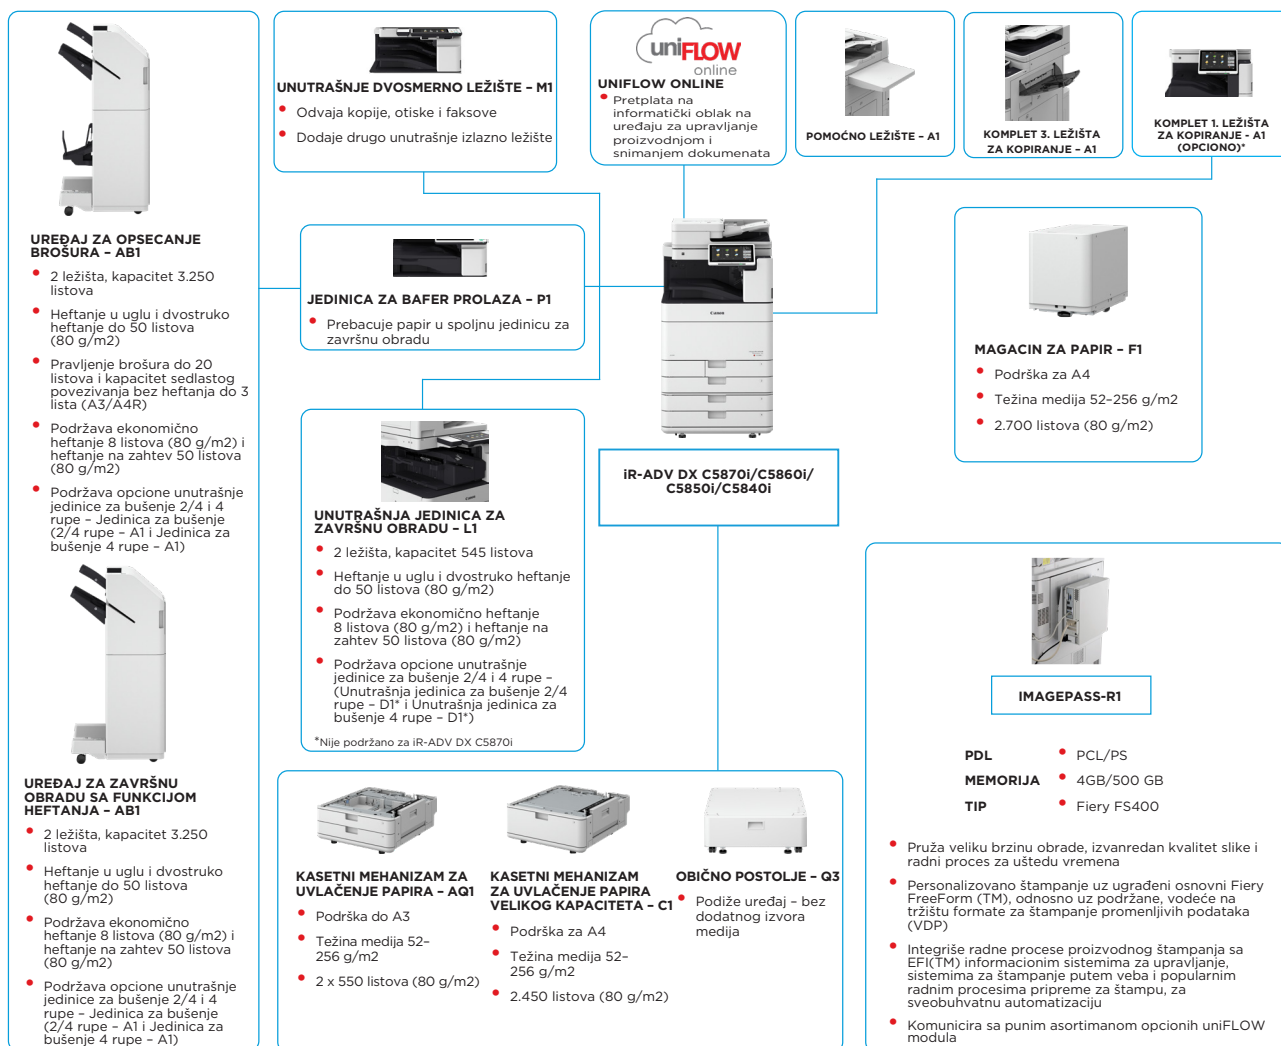 UREĐAJ ZA OPSECANJE
BROŠURA – AB1
2 ležišta, kapacitet 3.250
listova
Heftanje u uglu i dvostruko
heftanje do 50 listova
(80 g/m2)
Pravljenje brošura do 20
listova i kapacitet sedlastog
povezivanja bez heftanja do 3
lista (A3/A4R)
Podržava ekonomično
heftanje 8 listova (80 g/m2) i
heftanje na zahtev 50 listova
(80 g/m2)
Podržava opcione unutrašnje
jedinice za bušenje 2/4 i 4
rupe – Jedinica za bušenje
(2/4 rupe – A1 i Jedinica za
bušenje 4 rupe – A1)
UREĐAJ ZA ZAVRŠNU
OBRADU SA FUNKCIJOM
HEFTANJA – AB1
2 ležišta, kapacitet 3.250
listova
Heftanje u uglu i dvostruko
heftanje do 50 listova
(80 g/m2)
Podržava ekonomično
heftanje 8 listova (80 g/m2) i
heftanje na zahtev 50 listova
(80 g/m2)
Podržava opcione unutrašnje
jedinice za bušenje 2/4 i 4
rupe – Jedinica za bušenje
(2/4 rupe – A1 i Jedinica za
bušenje 4 rupe – A1)
UNUTRAŠNJE DVOSMERNO LEŽIŠTE – M1
Odvaja kopije, otiske i faksove
Dodaje drugo unutrašnje izlazno ležište
uniFLOW
online
UNIFLOW ONLINE
Pretplata na
informatički oblak na
uređaju za upravljanje
proizvodnjom i
snimanjem dokumenata
POMOĆNO LEŽIŠTE – A1
KOMPLET 3. LEŽIŠTA
ZA KOPIRANJE – A1
KOMPLET 1. LEŽIŠTA
ZA KOPIRANJE - A1
(OPCIONO)*
JEDINICA ZA BAFER PROLAZA – P1
Prebacuje papir u spoljnu jedinicu za
završnu obradu
Canon
iR-ADV DX C5870i/C5860i/
C5850i/C5840i
MAGACIN ZA PAPIR – F1
Podrška za A4
Težina medija 52–256 g/m2
2.700 listova (80 g/m2)
UNUTRAŠNJA JEDINICA ZA
ZAVRŠNU OBRADU – L1
2 ležišta, kapacitet 545 listova
Heftanje u uglu i dvostruko heftanje
do 50 listova (80 g/m2)
Podržava ekonomično heftanje
8 listova (80 g/m2) i heftanje na
zahtev 50 listova (80 g/m2)
Podržava opcione unutrašnje
jedinice za bušenje 2/4 i 4 rupe –
(Unutrašnja jedinica za bušenje 2/4
rupe – D1* i Unutrašnja jedinica za
bušenje 4 rupe – D1*)
*Nije podržano za iR-ADV DX C5870i
KASETNI MEHANIZAM ZA
UVLAČENJE PAPIRA – AQ1
Podrška do A3
Težina medija 52–
256 g/m2
2 x 550 listova (80 g/m2)
KASETNI MEHANIZAM
ZA UVLAČENJE PAPIRA
VELIKOG KAPACITETA – C1
Podrška za A4
Težina medija 52–
256 g/m2
2.450 listova (80 g/m2)
OBIČNO POSTOLJE – Q3
Podiže uređaj – bez
dodatnog izvora
medija
IMAGEPASS-R1
PDL PCL/PS
MEMORIJA 4GB/500 GB
TIP Fiery FS400
Pruža veliku brzinu obrade, izvanredan kvalitet slike i
radni proces za uštedu vremena
Personalizovano štampanje uz ugrađeni osnovni Fiery
FreeForm (TM), odnosno uz podržane, vodeće na
tržištu formate za štampanje promenljivih podataka
(VDP)
Integriše radne procese proizvodnog štampanja sa
EFI(TM) informacionim sistemima za upravljanje,
sistemima za štampanje putem veba i popularnim
radnim procesima pripreme za štampu, za
sveobuhvatnu automatizaciju
Komunicira sa punim asortimanom opcionih uniFLOW
modula